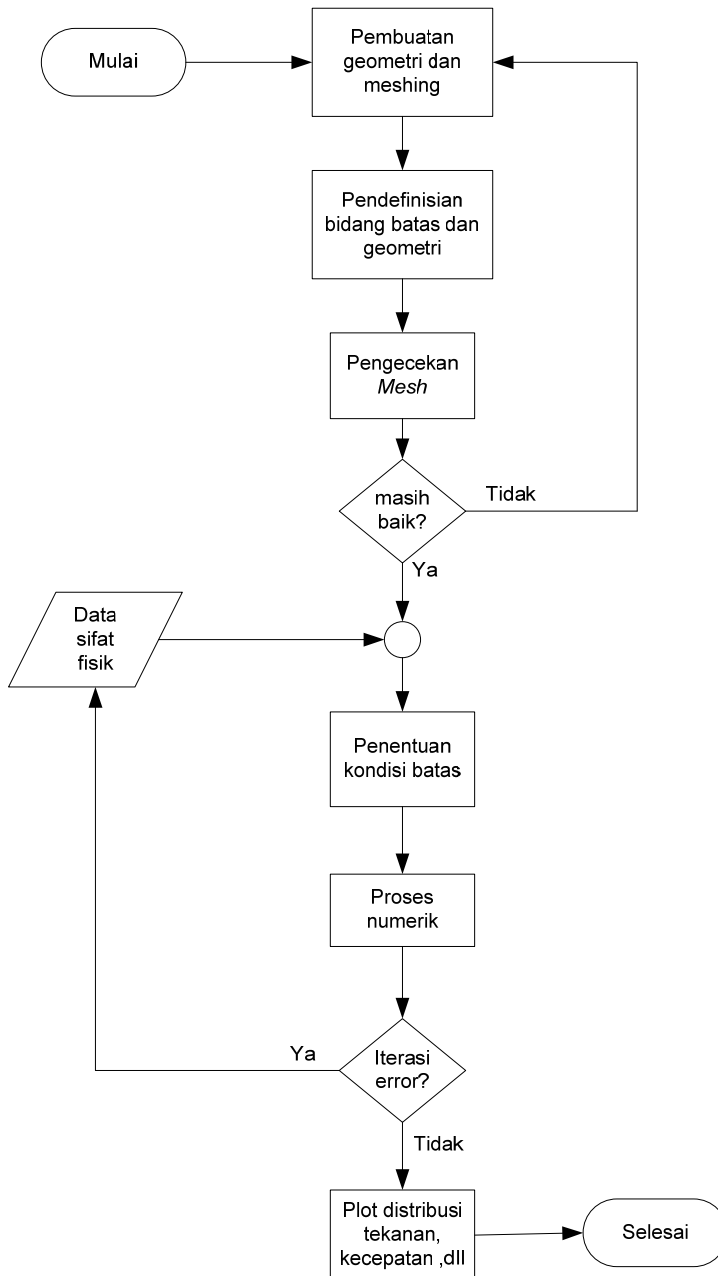 Mulai
Pembuatan
geometri dan
meshing
Pendefinisian
bidang batas dan
geometri
Pengecekan
Mesh
masih
baik?
Tidak
Ya
Data
sifat
fisik
Penentuan
kondisi batas
Proses
numerik
Ya
Iterasi
error?
Tidak
Plot distribusi
tekanan,
kecepatan ,dll
Selesai